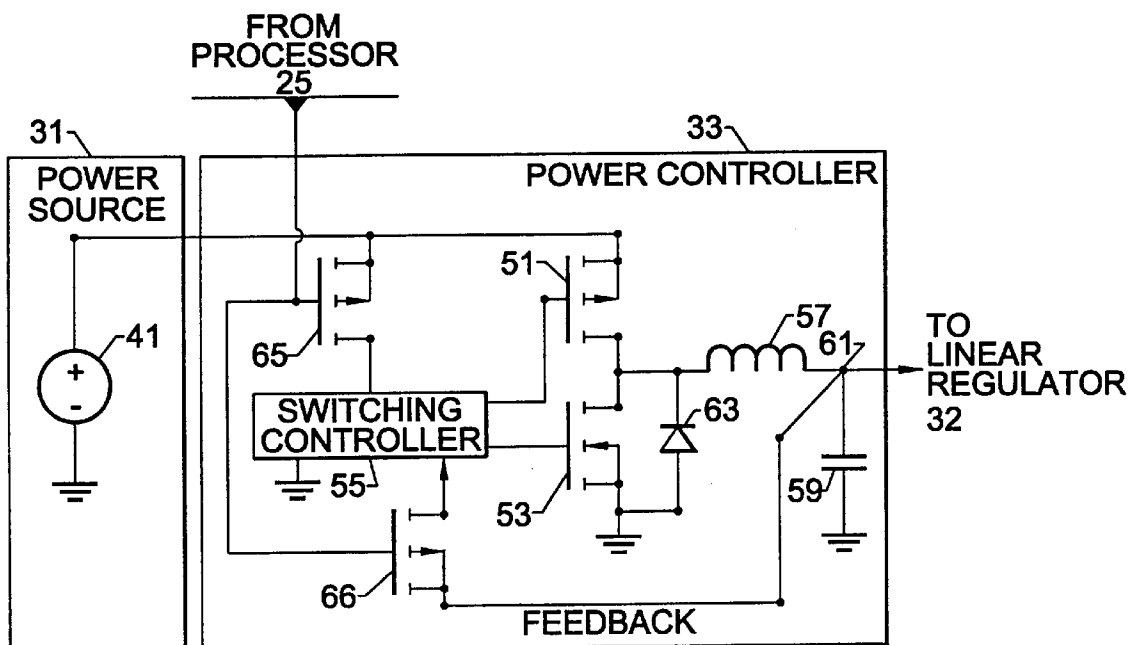 FROM
PROCESSOR
25
31
33
POWER
SOURCE
POWER CONTROLLER
51
57
41
65
61
TO
LINEAR
REGULATOR
32
SWITCHING
CONTROLLER
63
55
53
59
66
FEEDBACK
+
-